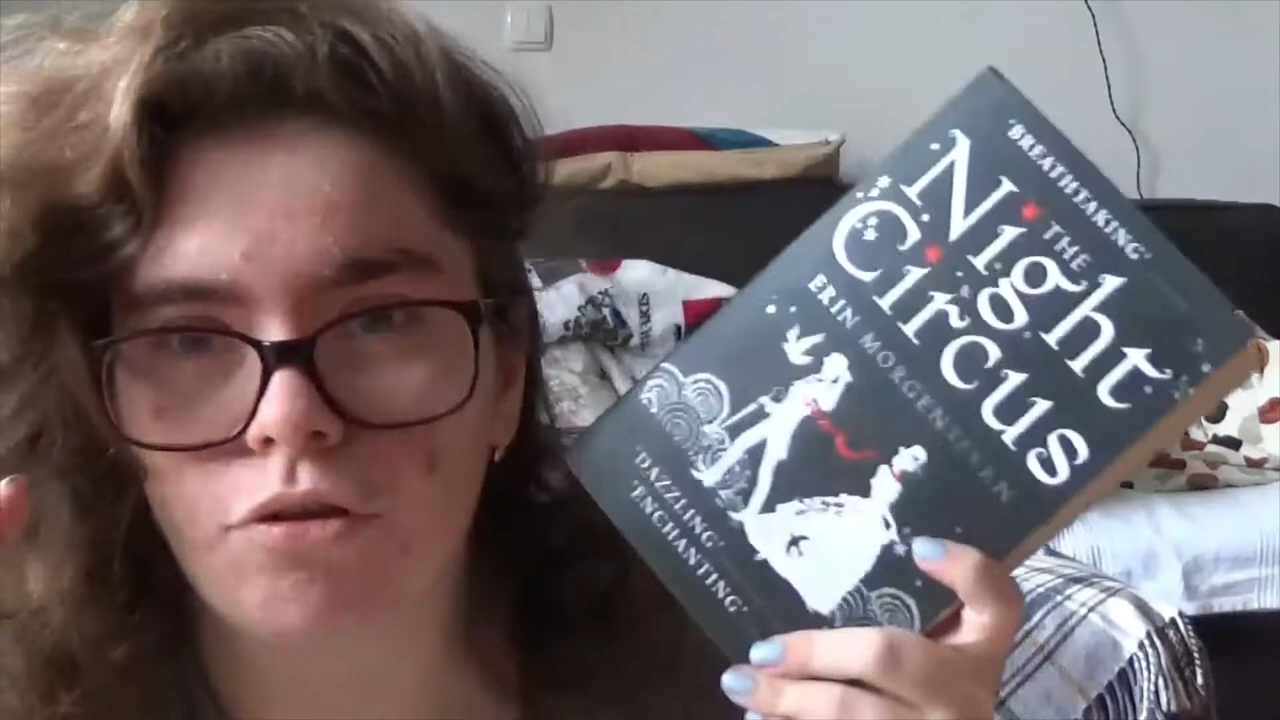 'BREATHTAKING'
THE
Night
Circus
ERIN MORGENSTERN
'DAZZLING'
'ENCHANTING'